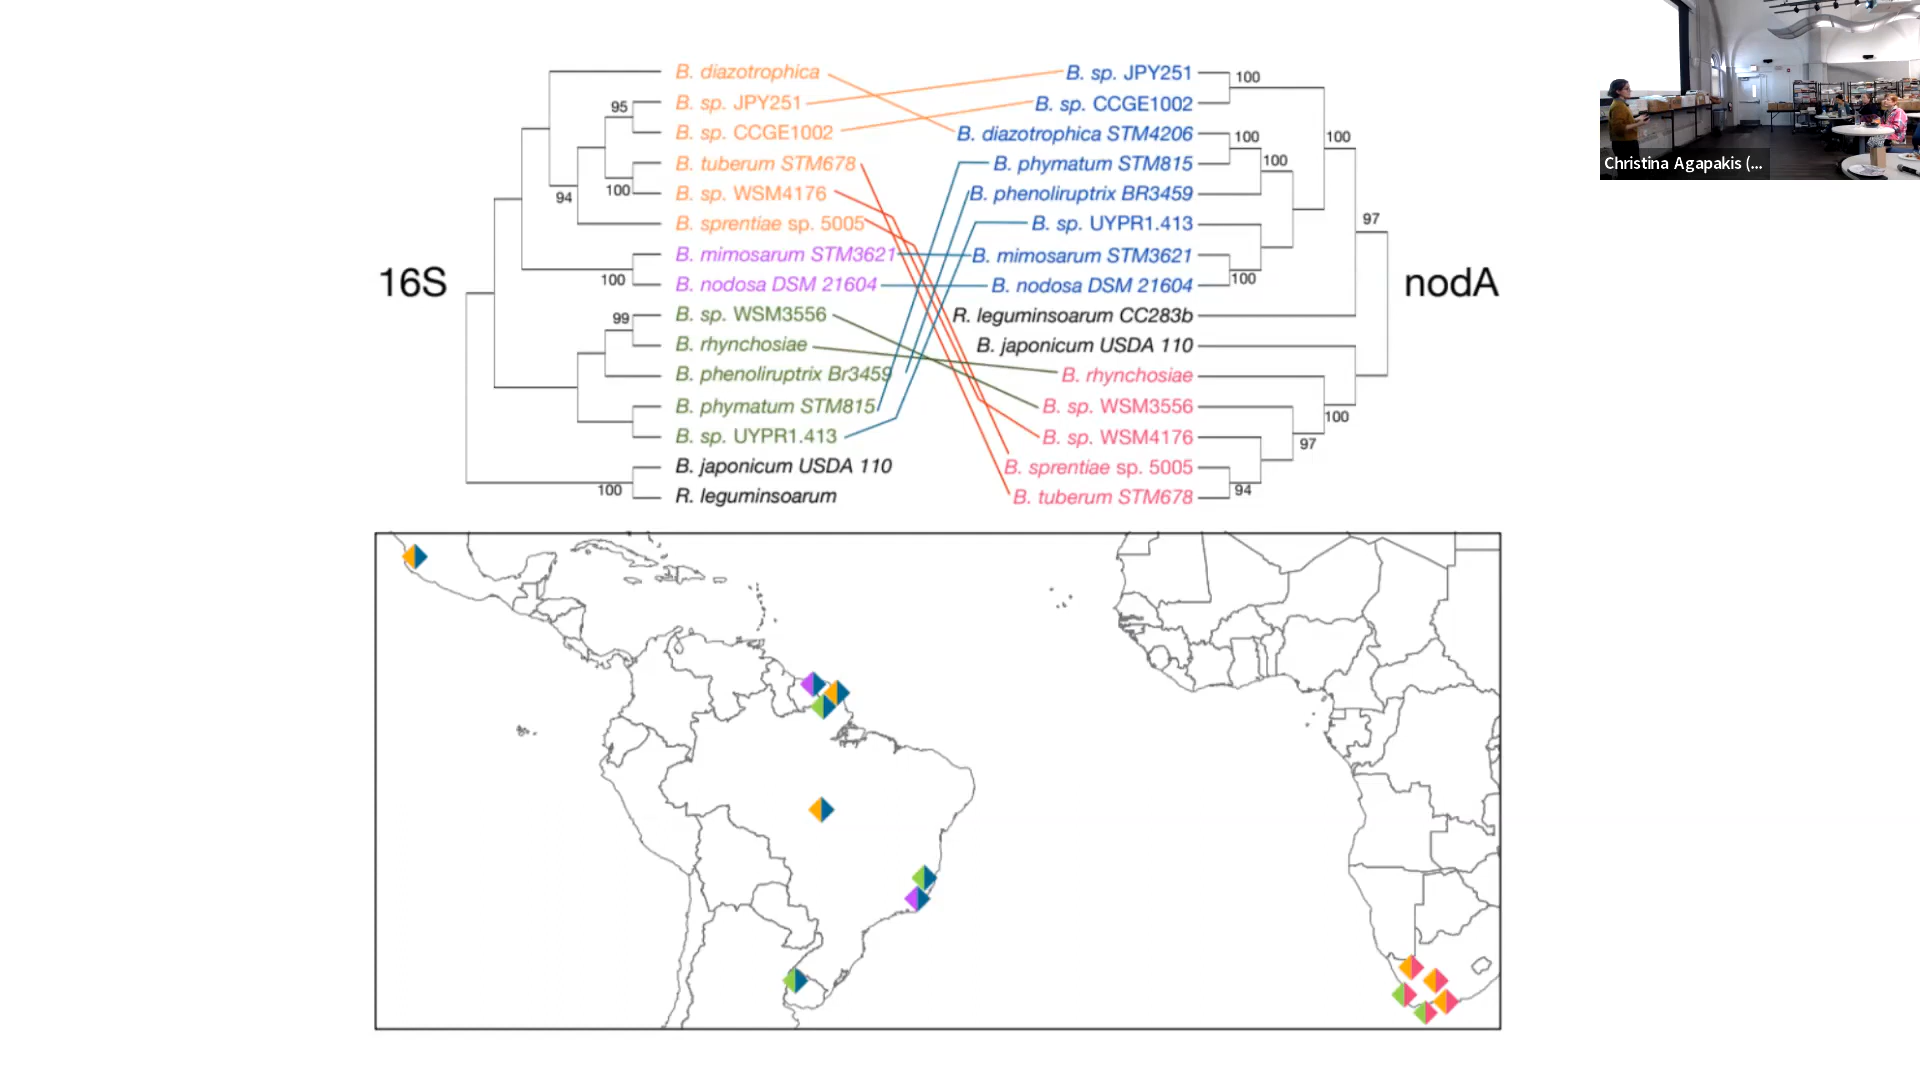 16S
B. diazotrophica
B. sp. JPY251
B. sp. CCGE1002
B. tuberum STM678
B. sp. WSM4176
B. sprentiae sp. 5005
B. mimosarum STM3621
B. nodosa DSM 21604
B. sp. WSM3556
B. rhynchosiae
B. phenoliruptrix Br3459
B. phymatum STM815
B. sp. UYPR1.413
B. japonicum USDA 110
R. leguminsoarum
95
100
94
100
99
100
B. sp. JPY251
B. sp. CCGE1002
B. diazotrophica STM4206
B. phymatum STM815
B. phenoliruptrix BR3459
B. sp. UYPR1.413
B. mimosarum STM3621
B. nodosa DSM 21604
R. leguminsoarum CC283b
B. japonicum USDA 110
B. rhynchosiae
B. sp. WSM3556
B. sp. WSM4176
B. sprentiae sp. 5005
B. tuberum STM678
100
100
100
100
97
100
100
97
94
nodA
Christina Agapakis (...